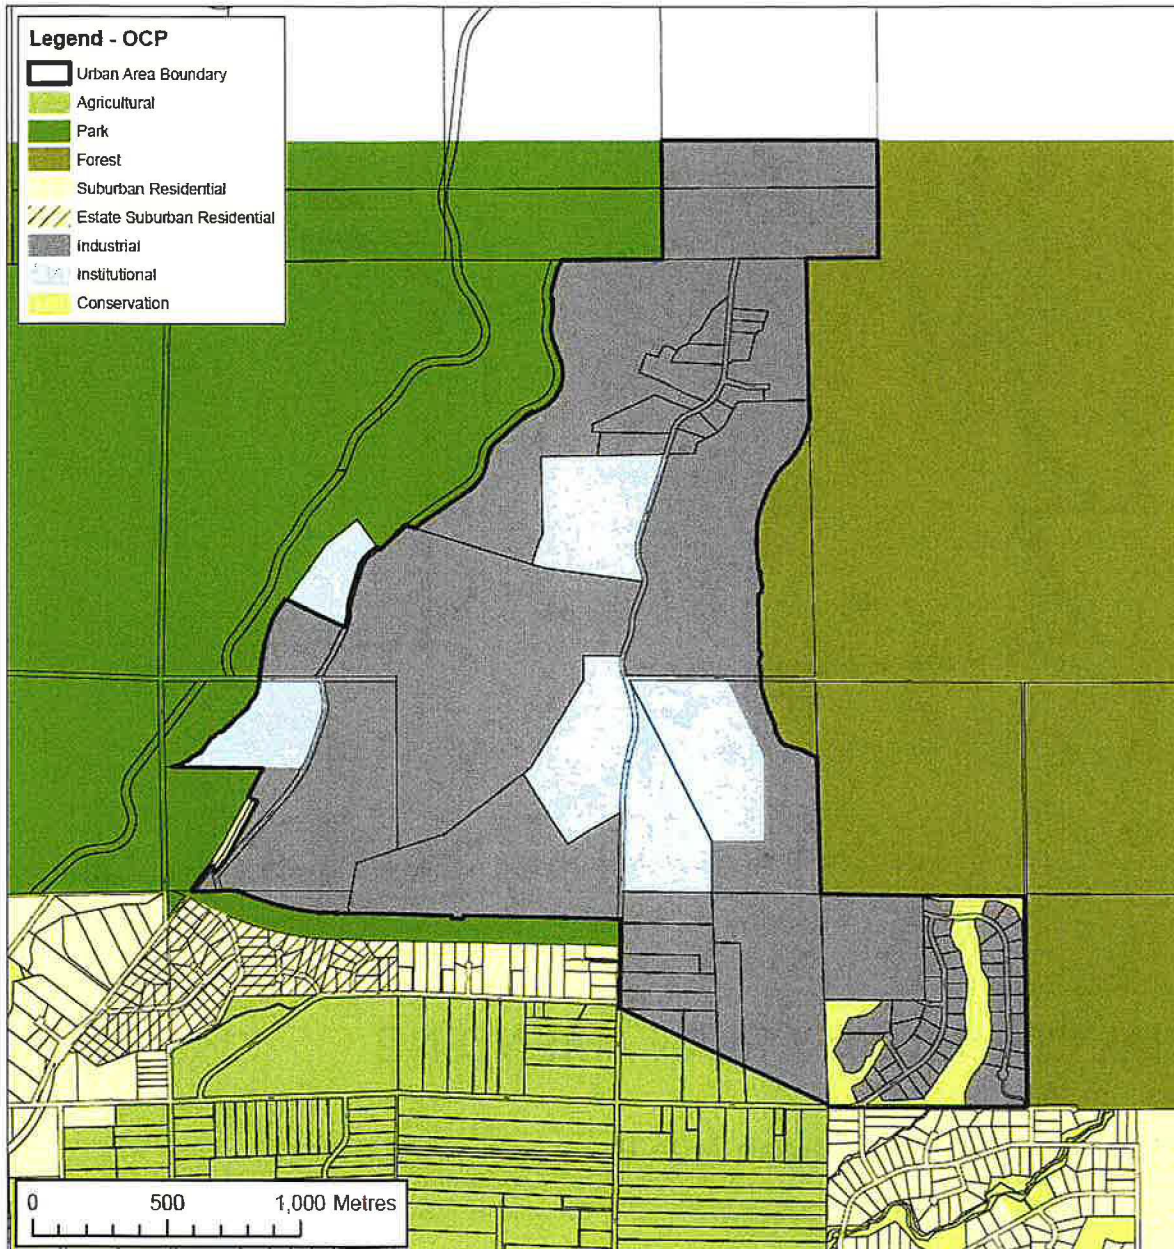 Legend - OCP
Urban Area Boundary
Agricultural
Park
Forest
Suburban Residential
Estate Suburban Residential
Industrial
Institutional
Conservation
0 500 1,000 Metres